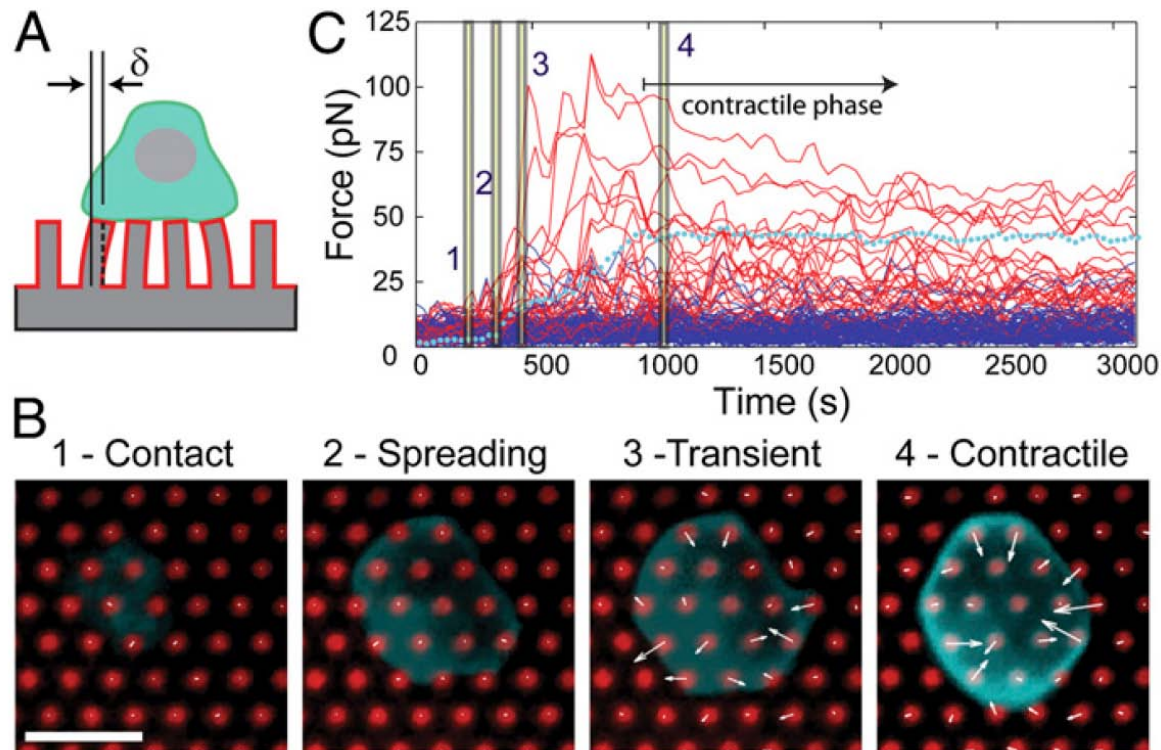 A
δ
C
Force (pN)
125
100
75
50
25
0
1
2
3
4
contractile phase
0 500 1000 1500 2000 2500 3000
Time (s)
B
1 - Contact
2 - Spreading
3 -Transient
4 - Contractile